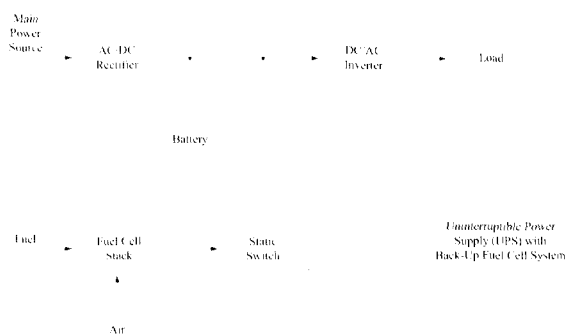 Main
Power
Source
AC-DC
Rectifier
DC/AC
Inverter
Load
Battery
Fuel
Fuel Cell
Stack
Static
Switch
Uninterruptible Power
Supply (UPS) with
Back-Up Fuel Cell System
Air